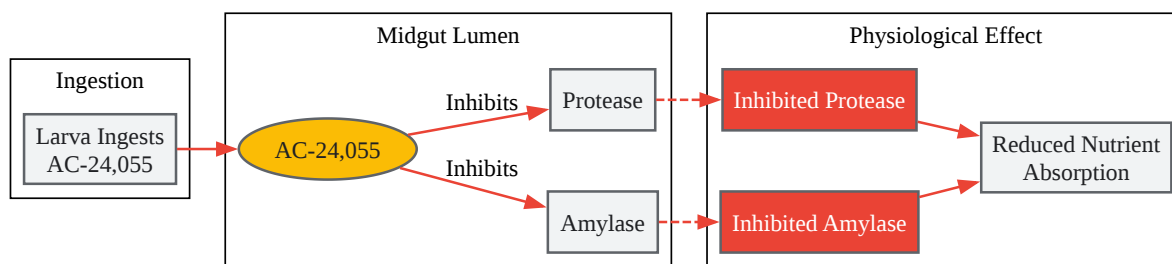 Ingestion
Larva Ingests
AC-24,055
Midgut Lumen
AC-24,055
Inhibits
Inhibits
Protease
Amylase
Physiological Effect
Inhibited Protease
Inhibited Amylase
Reduced Nutrient
Absorption